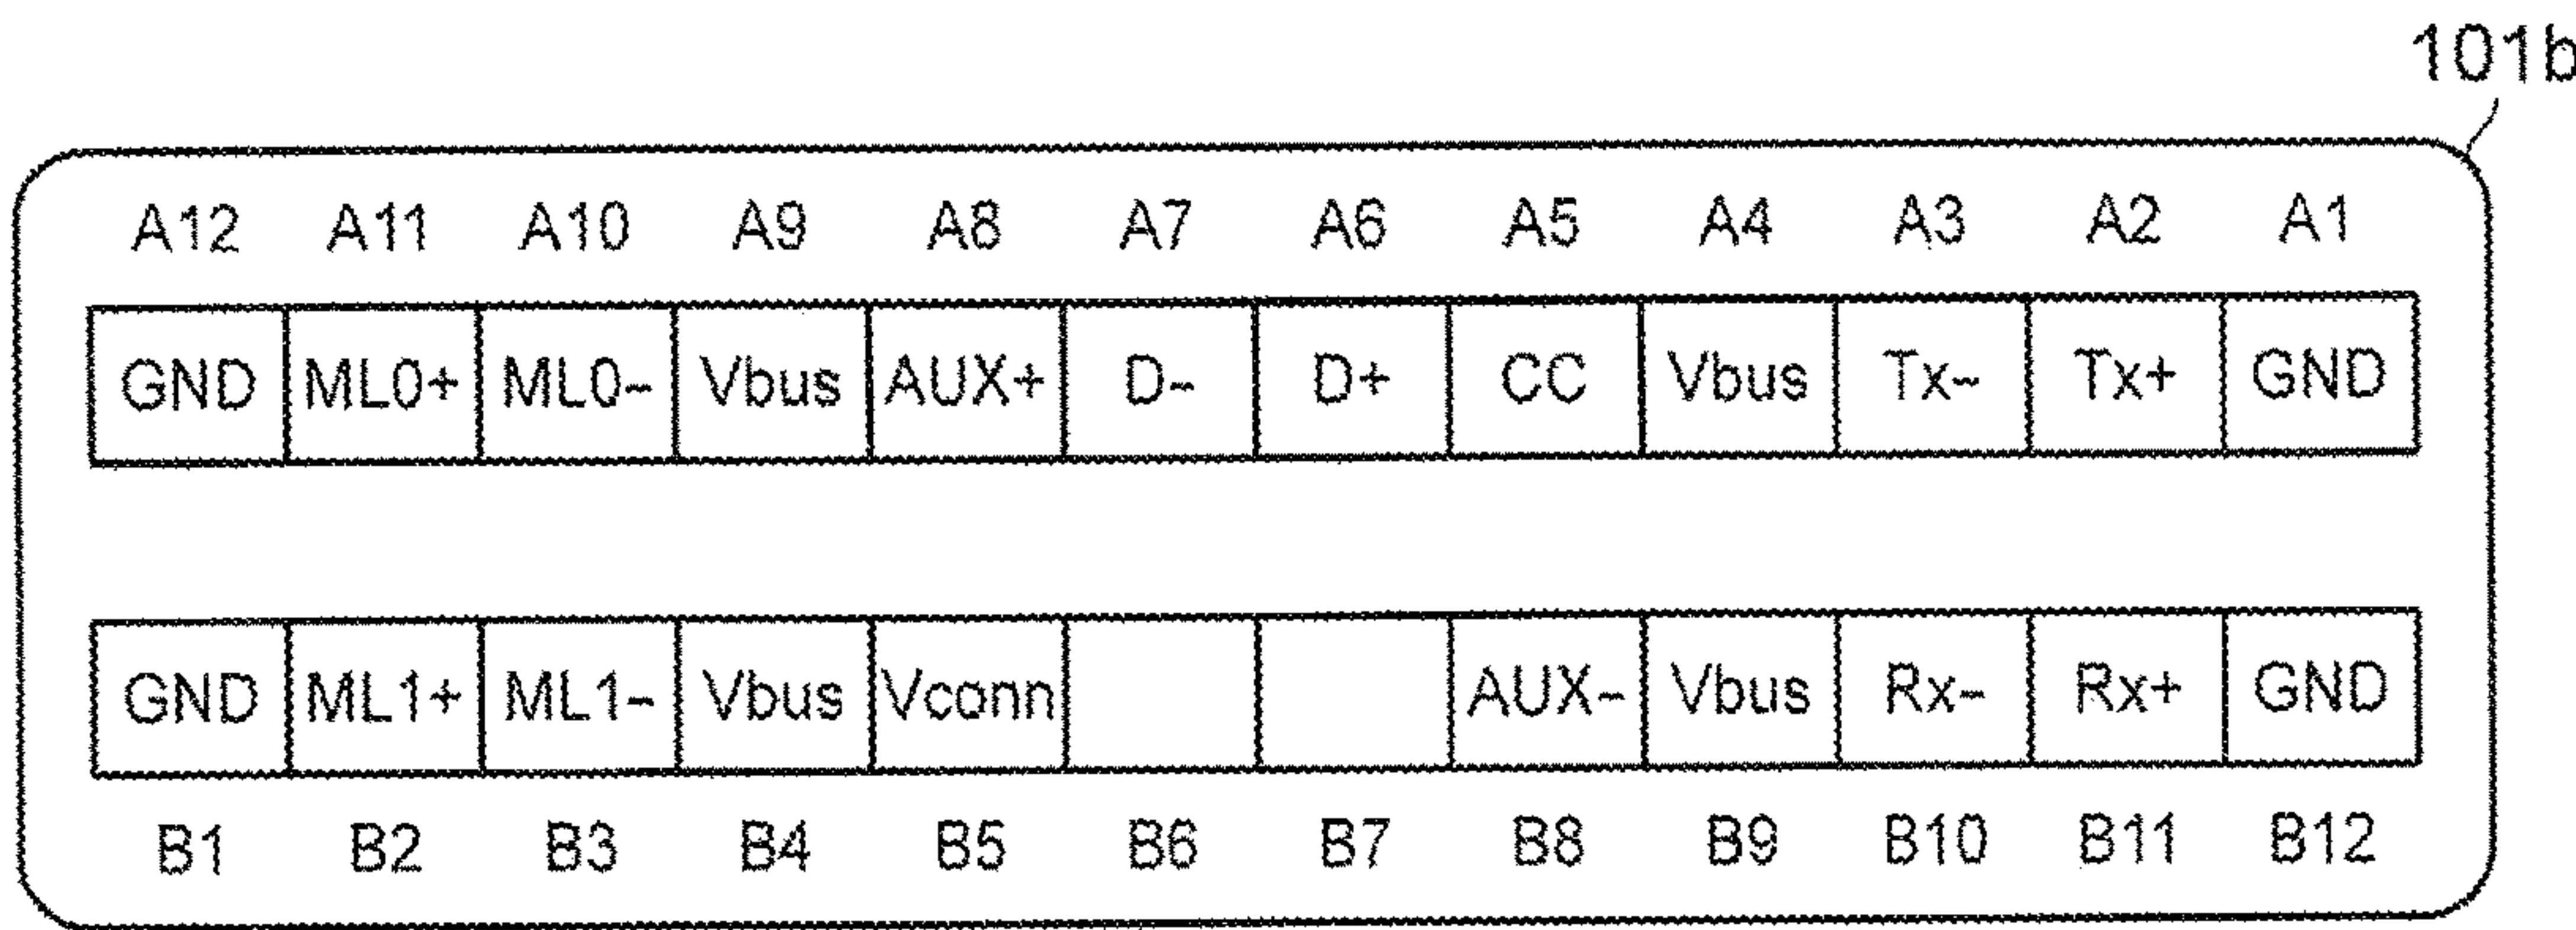 101b
A12 A11 A10 A9 A8 A7 A6 A5 A4 A3 A2 A1
GND ML0+ ML0- Vbus AUX+ D- D+ CC Vbus Tx- Tx+ GND
GND ML1+ ML1- Vbus Vconn AUX- Vbus Rx- Rx+ GND
B1 B2 B3 B4 B5 B6 B7 B8 B9 B10 B11 B12